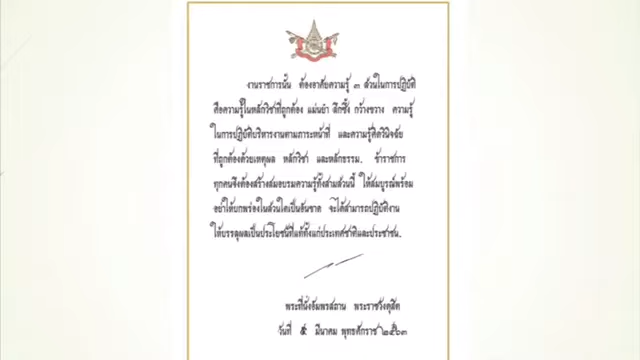 งานราชการนั้น ต้องอาศัยความรู้ ๓ ส่วนในการปฏิบัติ
คือความรู้ในหลักวิชาที่ถูกต้อง แม่นยำ ลึกซึ้ง กว้างขวาง ความรู้
ในการปฏิบัติบริหารงานตามภาระหน้าที่ และความรู้คิดวินิจฉัย
ที่ถูกต้องด้วยเหตุผล หลักวิชา และหลักธรรม. ข้าราชการ
ทุกคนจึงต้องสร้างสมอบรมความรู้ทั้งสามส่วนนี้ ให้สมบูรณ์พร้อม
อย่าให้บกพร่องในส่วนใดเป็นอันขาด จะได้สามารถปฏิบัติงาน
ให้บรรลุผลเป็นประโยชน์ที่แท้ทั้งแก่ประเทศชาติและประชาชน.
พระที่นั่งอัมพรสถาน พระราชวังดุสิต
วันที่ ๕ มีนาคม พุทธศักราช ๒๕๖๓